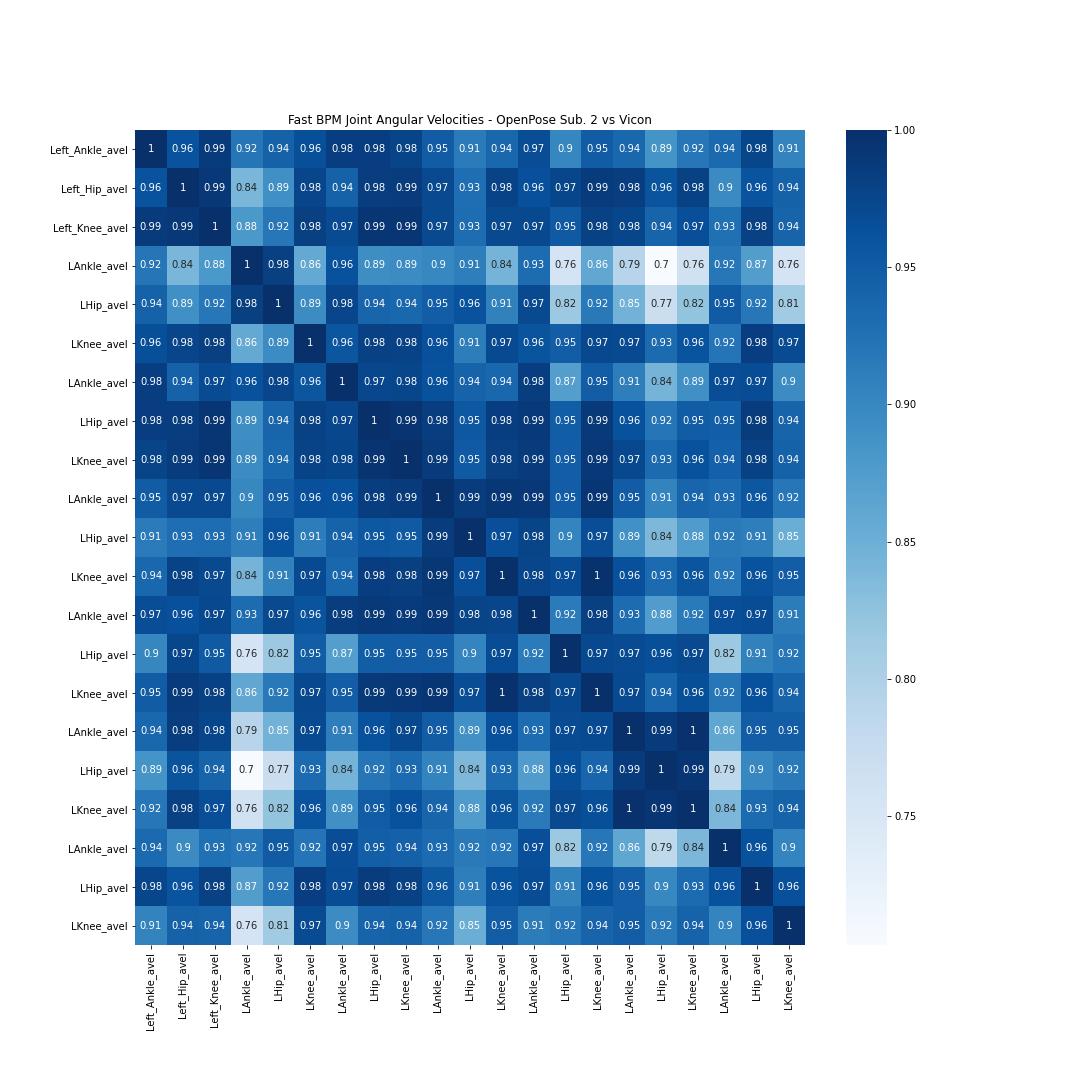 Fast BPM Joint Angular Velocities - OpenPose Sub. 2 vs Vicon
Left_Ankle_avel 1 0.96 0.99 0.92 0.94 0.96 0.98 0.98 0.98 0.95 0.91 0.94 0.97 0.9 0.95 0.94 0.89 0.92 0.94 0.98 0.91
Left_Hip_avel 0.96 1 0.99 0.84 0.89 0.98 0.94 0.98 0.99 0.97 0.93 0.98 0.96 0.97 0.99 0.98 0.96 0.98 0.9 0.96 0.94
Left_Knee_avel 0.99 0.99 1 0.88 0.92 0.98 0.97 0.99 0.99 0.97 0.93 0.97 0.97 0.95 0.98 0.98 0.94 0.97 0.93 0.98 0.94
LAnkle_avel 0.92 0.84 0.88 1 0.98 0.86 0.96 0.89 0.89 0.9 0.91 0.84 0.93 0.76 0.86 0.79 0.7 0.76 0.92 0.87 0.76
LHip_avel 0.94 0.89 0.92 0.98 1 0.89 0.98 0.94 0.94 0.95 0.96 0.91 0.97 0.82 0.92 0.85 0.77 0.82 0.95 0.92 0.81
LKnee_avel 0.96 0.98 0.98 0.86 0.89 1 0.96 0.98 0.98 0.96 0.91 0.97 0.96 0.95 0.97 0.97 0.93 0.96 0.92 0.98 0.97
LAnkle_avel 0.98 0.94 0.97 0.96 0.98 0.96 1 0.97 0.98 0.96 0.94 0.94 0.98 0.87 0.95 0.91 0.84 0.89 0.97 0.97 0.9
LHip_avel 0.98 0.98 0.99 0.89 0.94 0.98 0.97 1 0.99 0.98 0.95 0.98 0.99 0.95 0.99 0.96 0.92 0.95 0.95 0.98 0.94
LKnee_avel 0.98 0.99 0.99 0.89 0.94 0.98 0.98 0.99 1 0.99 0.95 0.98 0.99 0.95 0.99 0.97 0.93 0.96 0.94 0.98 0.94
LAnkle_avel 0.95 0.97 0.97 0.9 0.95 0.96 0.96 0.98 0.99 1 0.99 0.99 0.99 0.95 0.99 0.95 0.91 0.94 0.93 0.96 0.92
LHip_avel 0.91 0.93 0.93 0.91 0.96 0.91 0.94 0.95 0.95 0.99 1 0.97 0.98 0.9 0.97 0.89 0.84 0.88 0.92 0.91 0.85
LKnee_avel 0.94 0.98 0.97 0.84 0.91 0.97 0.94 0.98 0.98 0.99 0.97 1 0.98 0.97 1 0.96 0.93 0.96 0.92 0.96 0.95
LAnkle_avel 0.97 0.96 0.97 0.93 0.97 0.96 0.98 0.99 0.99 0.99 0.98 0.98 1 0.92 0.98 0.93 0.88 0.92 0.97 0.97 0.91
LHip_avel 0.9 0.97 0.95 0.76 0.82 0.95 0.87 0.95 0.95 0.95 0.9 0.97 0.92 1 0.97 0.97 0.96 0.97 0.82 0.91 0.92
LKnee_avel 0.95 0.99 0.98 0.86 0.92 0.97 0.95 0.99 0.99 0.99 0.97 1 0.98 0.97 1 0.97 0.94 0.96 0.92 0.96 0.94
LAnkle_avel 0.94 0.98 0.98 0.79 0.85 0.97 0.91 0.96 0.97 0.95 0.89 0.96 0.93 0.97 0.97 1 0.99 1 0.86 0.95 0.95
LHip_avel 0.89 0.96 0.94 0.7 0.77 0.93 0.84 0.92 0.93 0.91 0.84 0.93 0.88 0.96 0.94 0.99 1 0.99 0.79 0.9 0.92
LKnee_avel 0.92 0.98 0.97 0.76 0.82 0.96 0.89 0.95 0.96 0.94 0.88 0.96 0.92 0.97 0.96 1 0.99 1 0.84 0.93 0.94
LAnkle_avel 0.94 0.9 0.93 0.92 0.95 0.92 0.97 0.95 0.94 0.93 0.92 0.92 0.97 0.82 0.92 0.86 0.79 0.84 1 0.96 0.9
LHip_avel 0.98 0.96 0.98 0.87 0.92 0.98 0.97 0.98 0.98 0.96 0.91 0.96 0.97 0.91 0.96 0.95 0.9 0.93 0.96 1 0.96
LKnee_avel 0.91 0.94 0.94 0.76 0.81 0.97 0.9 0.94 0.94 0.92 0.85 0.95 0.91 0.92 0.94 0.95 0.92 0.94 0.9 0.96 1
Left_Ankle_avel
Left_Hip_avel
Left_Knee_avel
LAnkle_avel
LHip_avel
LKnee_avel
LAnkle_avel
LHip_avel
LKnee_avel
LAnkle_avel
LHip_avel
LKnee_avel
LAnkle_avel
LHip_avel
LKnee_avel
LAnkle_avel
LHip_avel
LKnee_avel
LAnkle_avel
LHip_avel
LKnee_avel
1.00
0.95
0.90
0.85
0.80
0.75